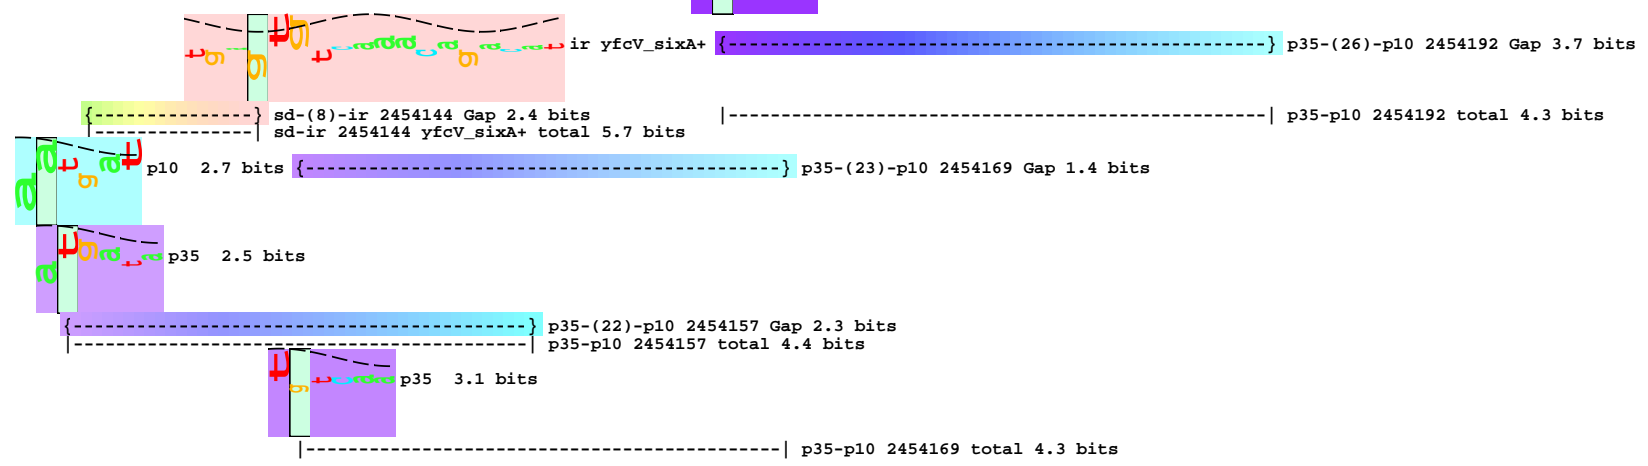 ir yfcV_sixA+ {--------------------------------------------------} p35-(26)-p10 2454192 Gap 3.7 bits
{---------------} sd-(8)-ir 2454144 Gap 2.4 bits |--------------------------------------------------| p35-p10 2454192 total 4.3 bits
|---------------| sd-ir 2454144 yfcV_sixA+ total 5.7 bits
p10 2.7 bits {---------------------------------------------} p35-(23)-p10 2454169 Gap 1.4 bits
p35 2.5 bits
{-------------------------------------------} p35-(22)-p10 2454157 Gap 2.3 bits
|-------------------------------------------| p35-p10 2454157 total 4.4 bits
p35 3.1 bits
|---------------------------------------------| p35-p10 2454169 total 4.3 bits